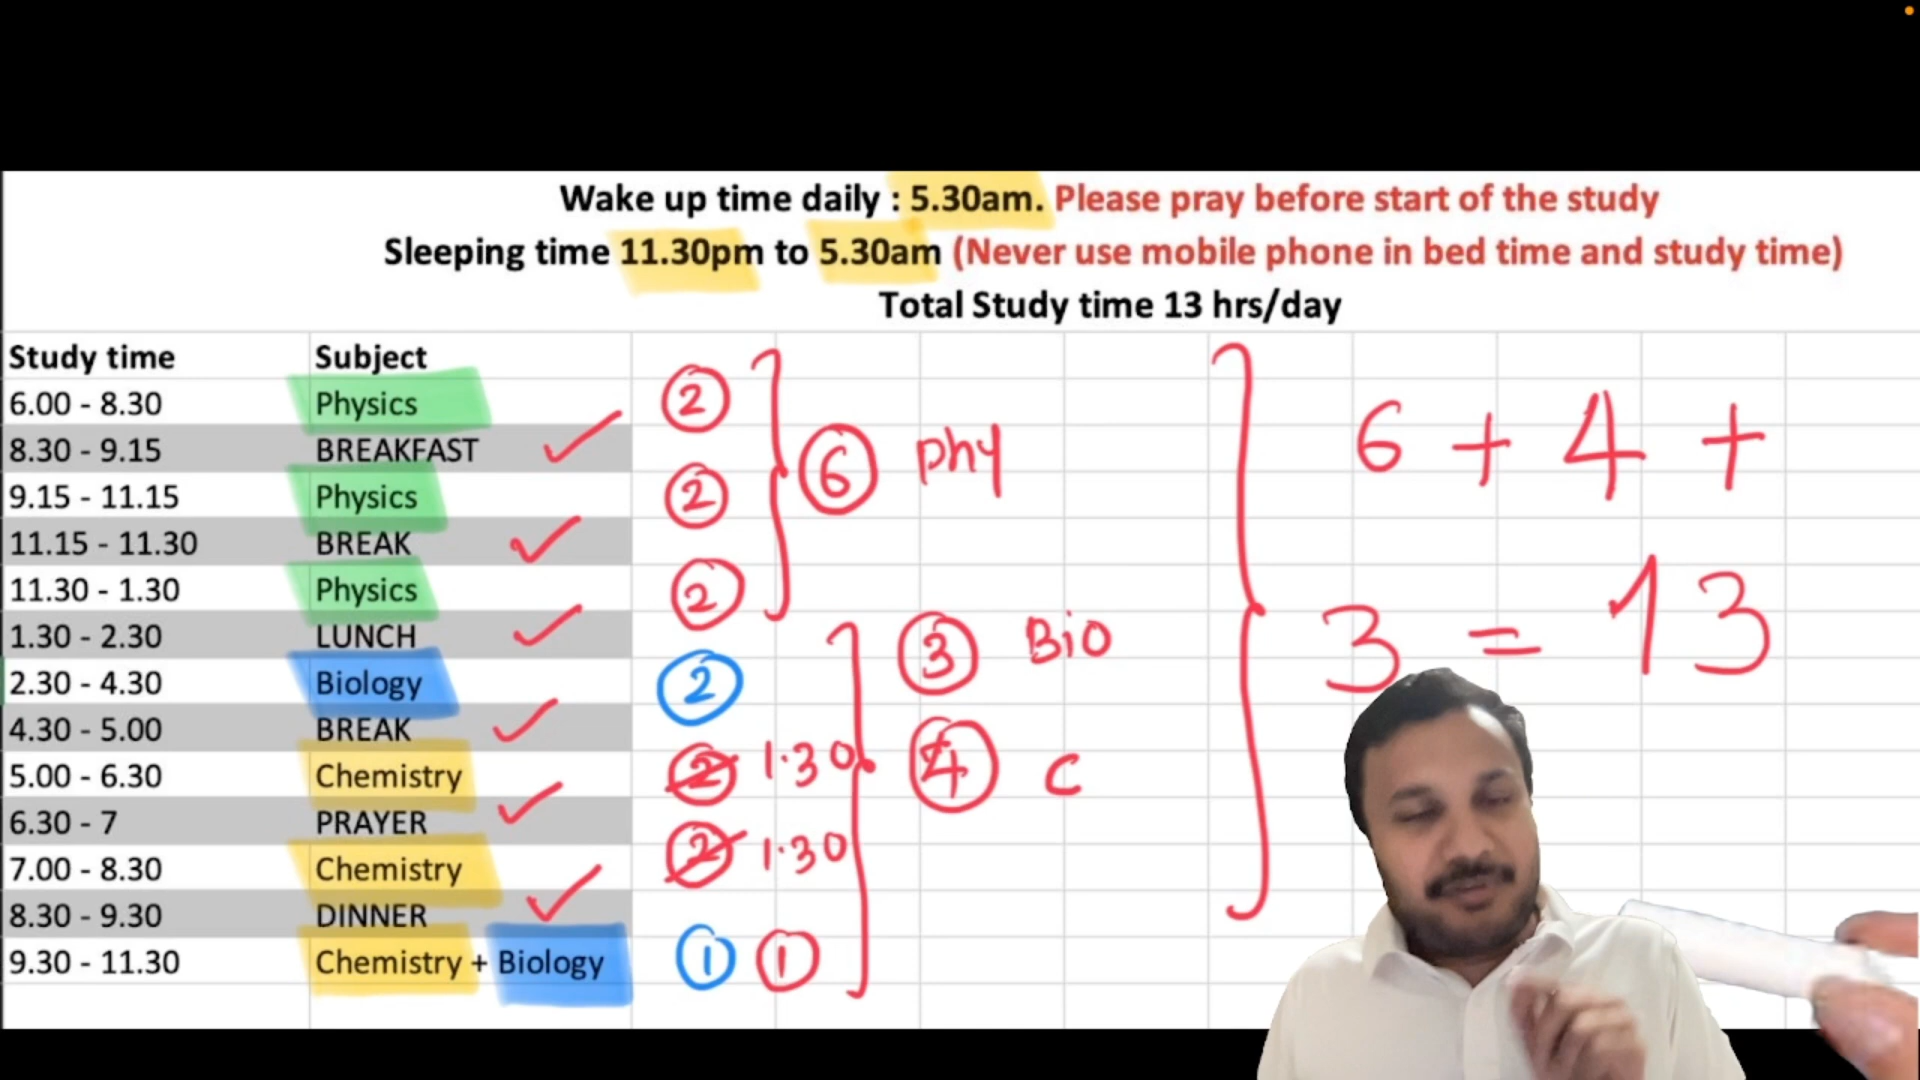 Wake up time daily : 5.30am. Please pray before start of the study
Sleeping time 11.30pm to 5.30am (Never use mobile phone in bed time and study time)
Total Study time 13 hrs/day
Study time Subject
6.00 - 8.30 Physics 2
8.30 - 9.15 BREAKFAST
9.15 - 11.15 Physics 2
11.15 - 11.30 BREAK
11.30 - 1.30 Physics 2
1.30 - 2.30 LUNCH
2.30 - 4.30 Biology 2
4.30 - 5.00 BREAK
5.00 - 6.30 Chemistry 2 1.30
6.30 - 7 PRAYER
7.00 - 8.30 Chemistry 2 1.30
8.30 - 9.30 DINNER
9.30 - 11.30 Chemistry + Biology 1 1
6 Phy
3 Bio
4 C
6 + 4 +
3 = 13